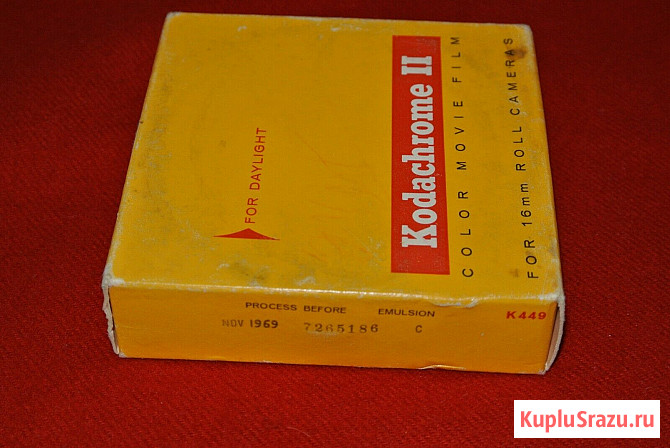 FOR DAYLIGHT
Kodachrome II
COLOR MOVIE FILM
FOR 16mm ROLL CAMERAS
PROCESS BEFORE EMULSION K449
NOV 1969 7265186 C
KupluSrazu.ru